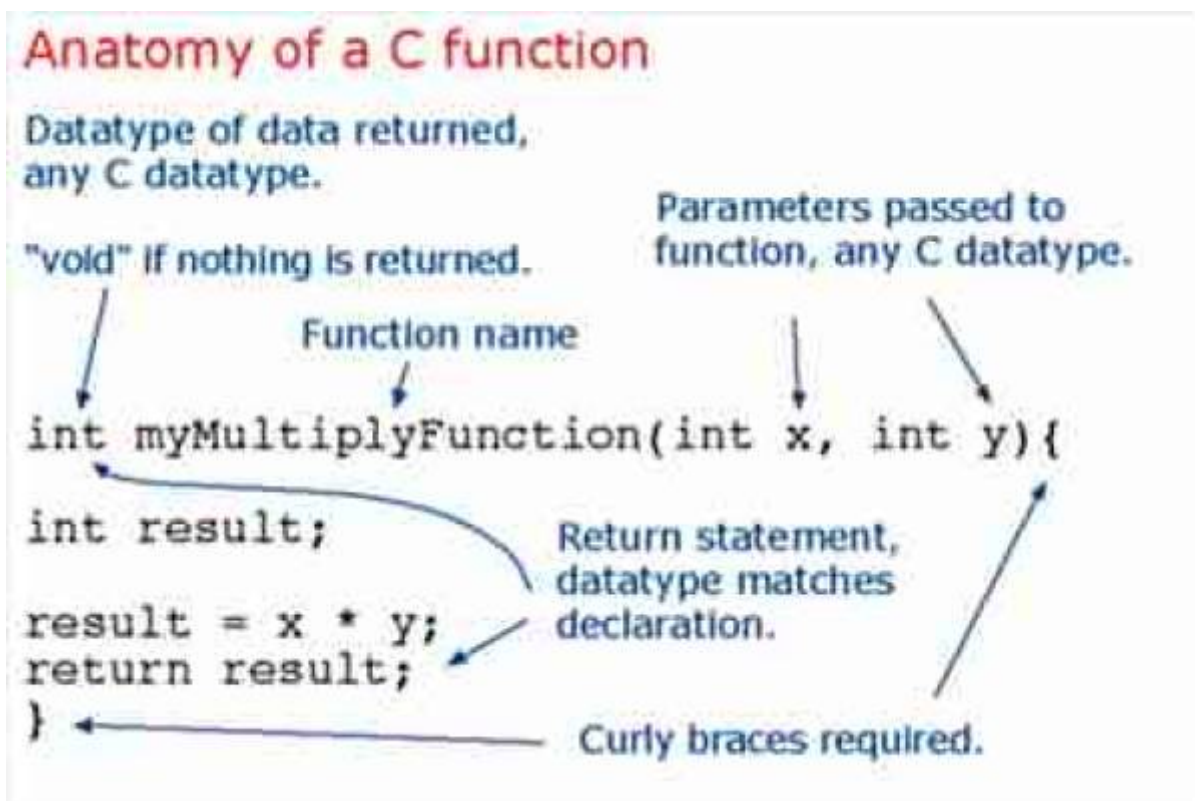 Anatomy of a C function
Datatype of data returned,
any C datatype.
"void" if nothing is returned.
Parameters passed to
function, any C datatype.
Function name
int myMultiplyFunction(int x, int y){
int result;
Return statement,
datatype matches
declaration.
result = x * y;
return result;
}
Curly braces required.